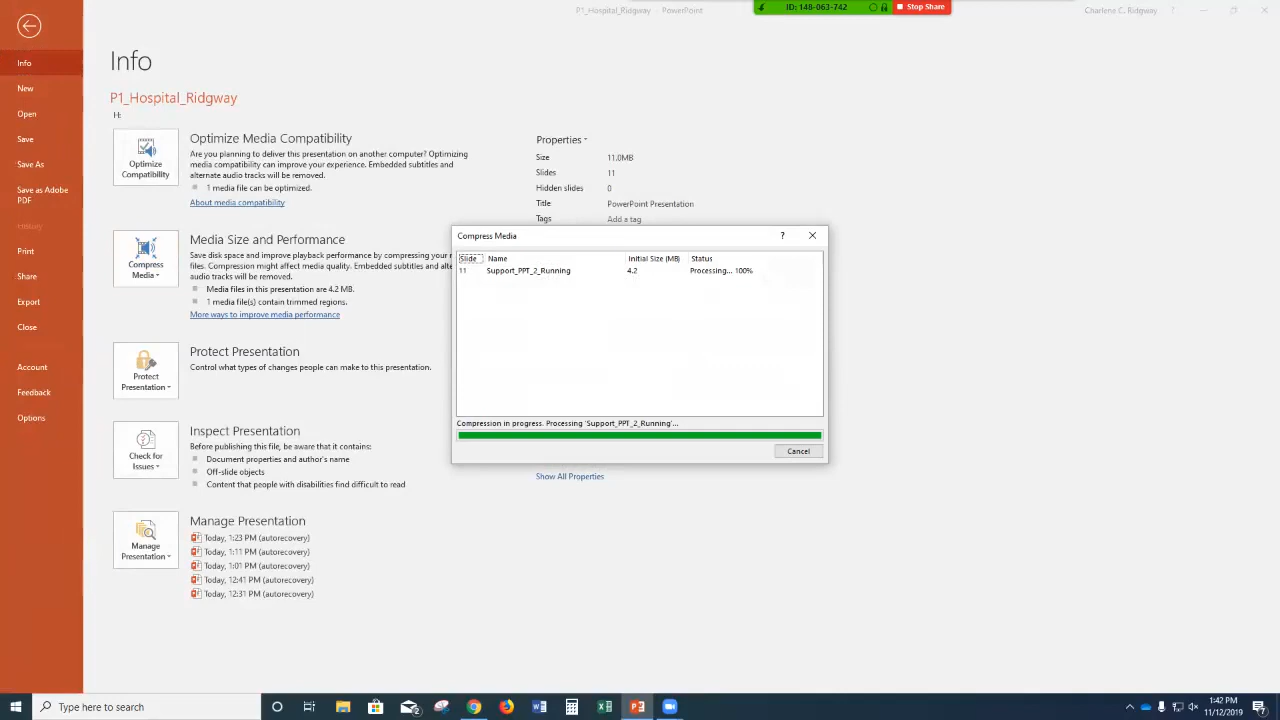 P1_Hospital_Ridgway - PowerPoint
ID: 148-063-742
Stop Share
Charlene C. Ridgway
?
Info
New
Open
Save
Save As
Save as Adobe
PDF
History
Print
Share
Export
Close
Account
Feedback
Options
Info
P1_Hospital_Ridgway
H:
Optimize
Compatibility
Optimize Media Compatibility
Are you planning to deliver this presentation on another computer? Optimizing
media compatibility can improve your experience. Embedded subtitles and
alternate audio tracks will be removed.
1 media file can be optimized.
About media compatibility
Compress
Media
Media Size and Performance
Save disk space and improve playback performance by compressing your
files. Compression might affect media quality. Embedded subtitles and
audio tracks will be removed.
Media files in this presentation are 4.2 MB.
1 media file(s) contain trimmed regions.
More ways to improve media performance
Protect
Presentation
Protect Presentation
Control what types of changes people can make to this presentation.
Check for
Issues
Inspect Presentation
Before publishing this file, be aware that it contains:
Document properties and author's name
Off-slide objects
Content that people with disabilities find difficult to read
Manage
Presentation
Manage Presentation
Today, 1:23 PM (autorecovery)
Today, 1:11 PM (autorecovery)
Today, 1:01 PM (autorecovery)
Today, 12:41 PM (autorecovery)
Today, 12:31 PM (autorecovery)
Properties
Size 11.0MB
Slides 11
Hidden slides 0
Title PowerPoint Presentation
Tags Add a tag
Compress Media ?
Slide Name Initial Size (MB) Status
11 Support_PPT_2_Running 4.2 Processing... 100%
Compression in progress. Processing 'Support_PPT_2_Running'...
Cancel
Show All Properties
Type here to search
2
1:42 PM
11/12/2019
7